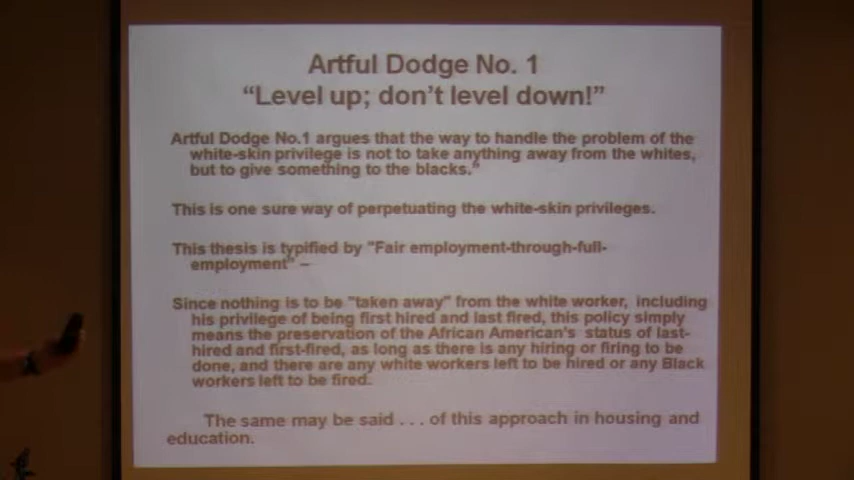 Artful Dodge No. 1
“Level up; don’t level down!”
Artful Dodge No.1 argues that the way to handle the problem of the
white-skin privilege is not to take anything away from the whites,
but to give something to the blacks."
This is one sure way of perpetuating the white-skin privileges.
This thesis is typified by "Fair employment-through-full-
employment" –
Since nothing is to be "taken away" from the white worker, including
his privilege of being first hired and last fired, this policy simply
means the preservation of the African American's status of last-
hired and first-fired, as long as there is any hiring or firing to be
done, and there are any white workers left to be hired or any Black
workers left to be fired.
The same may be said . . . of this approach in housing and
education.